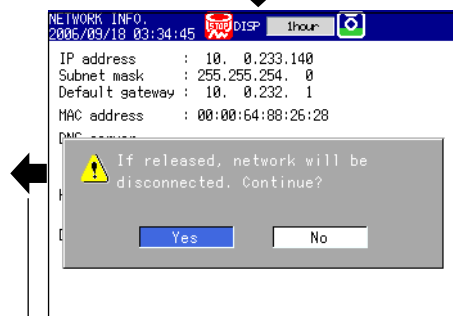 NETWORK INFO.
2006/09/18 03:34:45 STOP DISP 1hour
IP address : 10. 0.233.140
Subnet mask : 255.255.254. 0
Default gateway : 10. 0.232. 1
MAC address : 00:00:64:88:26:28
If released, network will be
disconnected. Continue?
Yes No